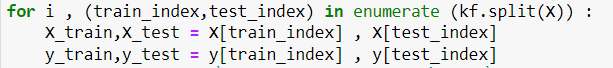 for i , (train_index,test_index) in enumerate (kf.split(X)) :
    X_train,X_test = X[train_index] , X[test_index]
    y_train,y_test = y[train_index] , y[test_index]